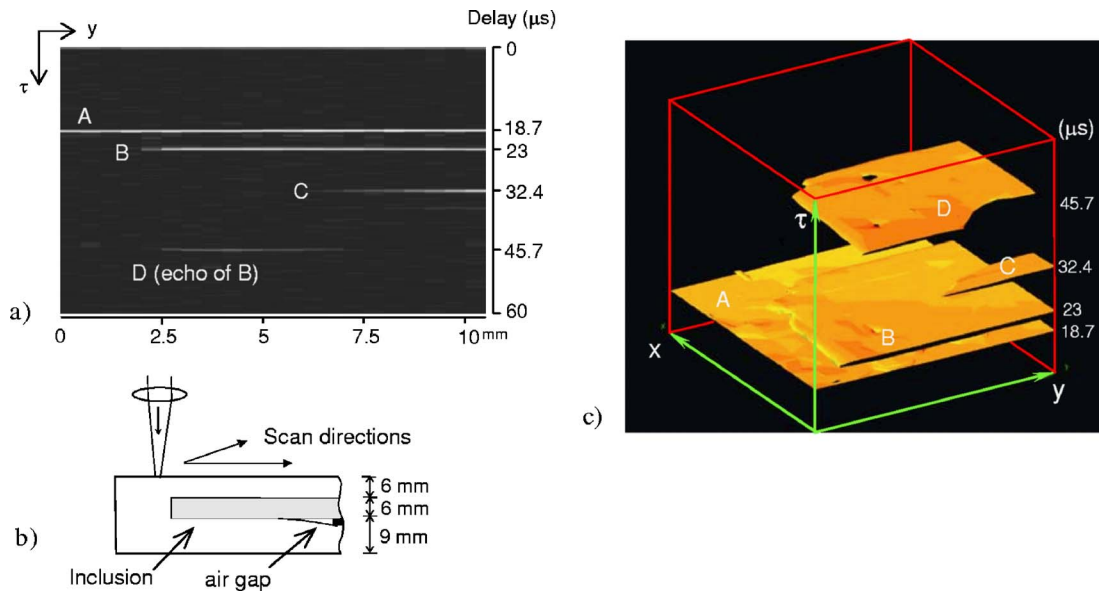 a)
y
τ
Delay (μs)
0
A
18.7
B
23
C
32.4
45.7
D (echo of B)
60
0
2.5
5
7.5
10 mm
b)
Scan directions
6 mm
6 mm
9 mm
Inclusion
air gap
c)
(μs)
τ
D
45.7
C
32.4
A
B
23
18.7
x
y